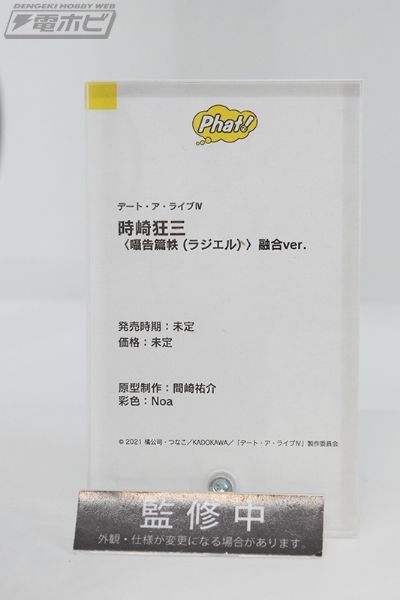 DENGEKI HOBBY WEB
電ホビ
Phat!
デート・ア・ライブⅣ
時崎狂三
〈囁告篇帙 (ラジエル)〉 融合ver.
発売時期：未定
価格：未定
原型制作：間崎祐介
彩色：Noa
© 2021 橘公司・つなこ／KADOKAWA／「デート・ア・ライブⅣ」製作委員会
監修中
外観・仕様が変更になる場合があります。